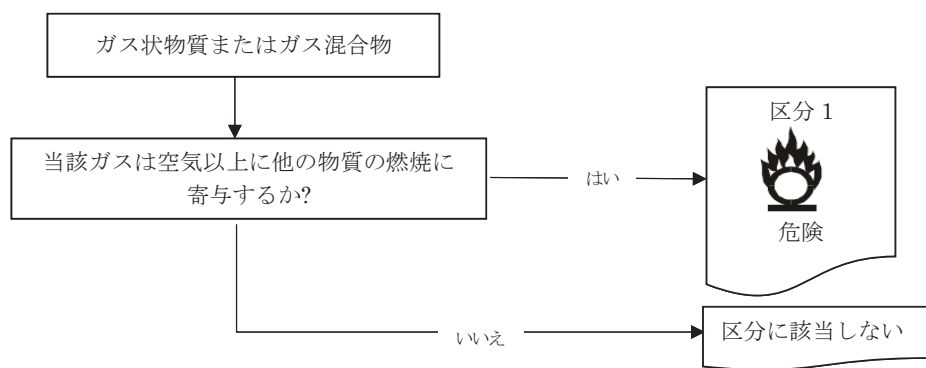 ガス状物質またはガス混合物
当該ガスは空気以上に他の物質の燃焼に
寄与するか?
はい
区分 1
危険
いいえ
区分に該当しない